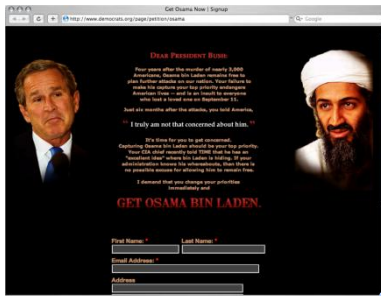 Get Osama Now | Signup
http://www.democrats.org/page/petition/osama
Google
DEAR PRESIDENT BUSH:
Four years after the murder of nearly 3,000
Americans, Osama bin Laden remains free to
plan further attacks on our nation. Your failure to
make his capture your top priority endangers
American lives -- and is an insult to everyone
who lost a loved one on September 11.
Just six months after the attacks, you told America,
"I truly am not that concerned about him."
It's time for you to get concerned.
Capturing Osama bin Laden should be your top priority.
Your CIA chief recently told TIME that he has an
"excellent idea" where bin Laden is hiding. If your
administration knows his whereabouts, then there is
no possible excuse for allowing him to remain free.
I demand that you change your priorities
immediately and
GET OSAMA BIN LADEN.
First Name: * Last Name: *
Email Address: *
Address